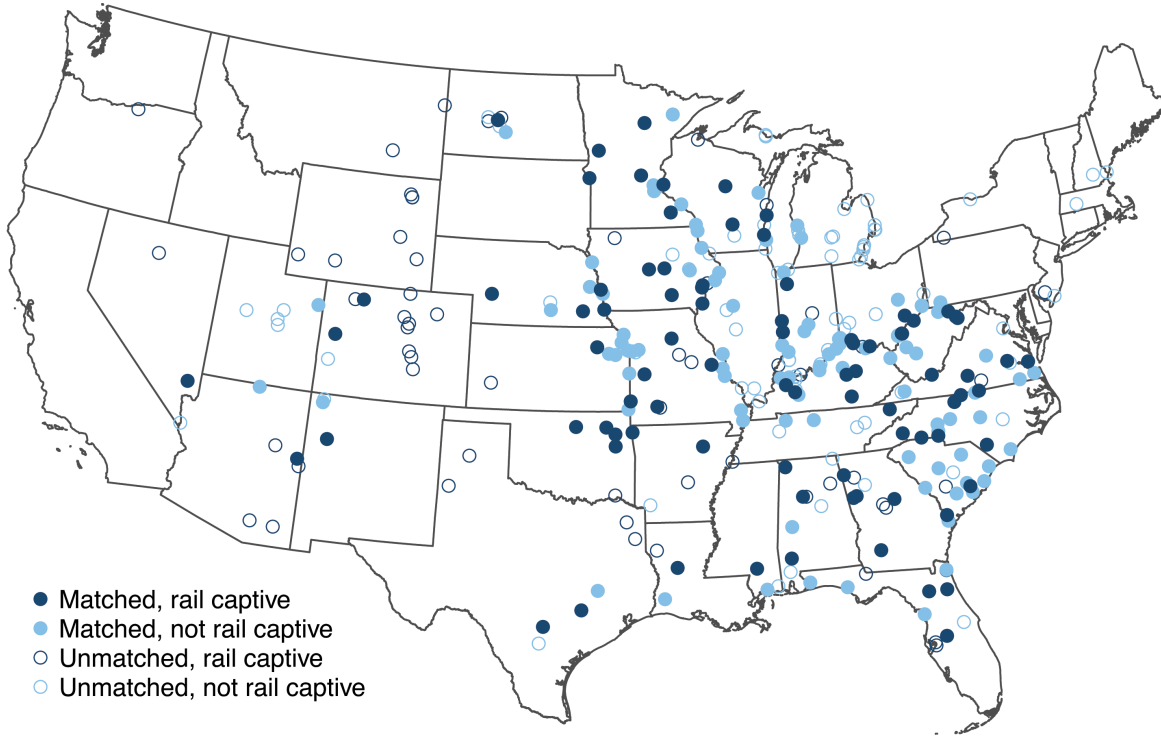 Matched, rail captive
Matched, not rail captive
Unmatched, rail captive
Unmatched, not rail captive